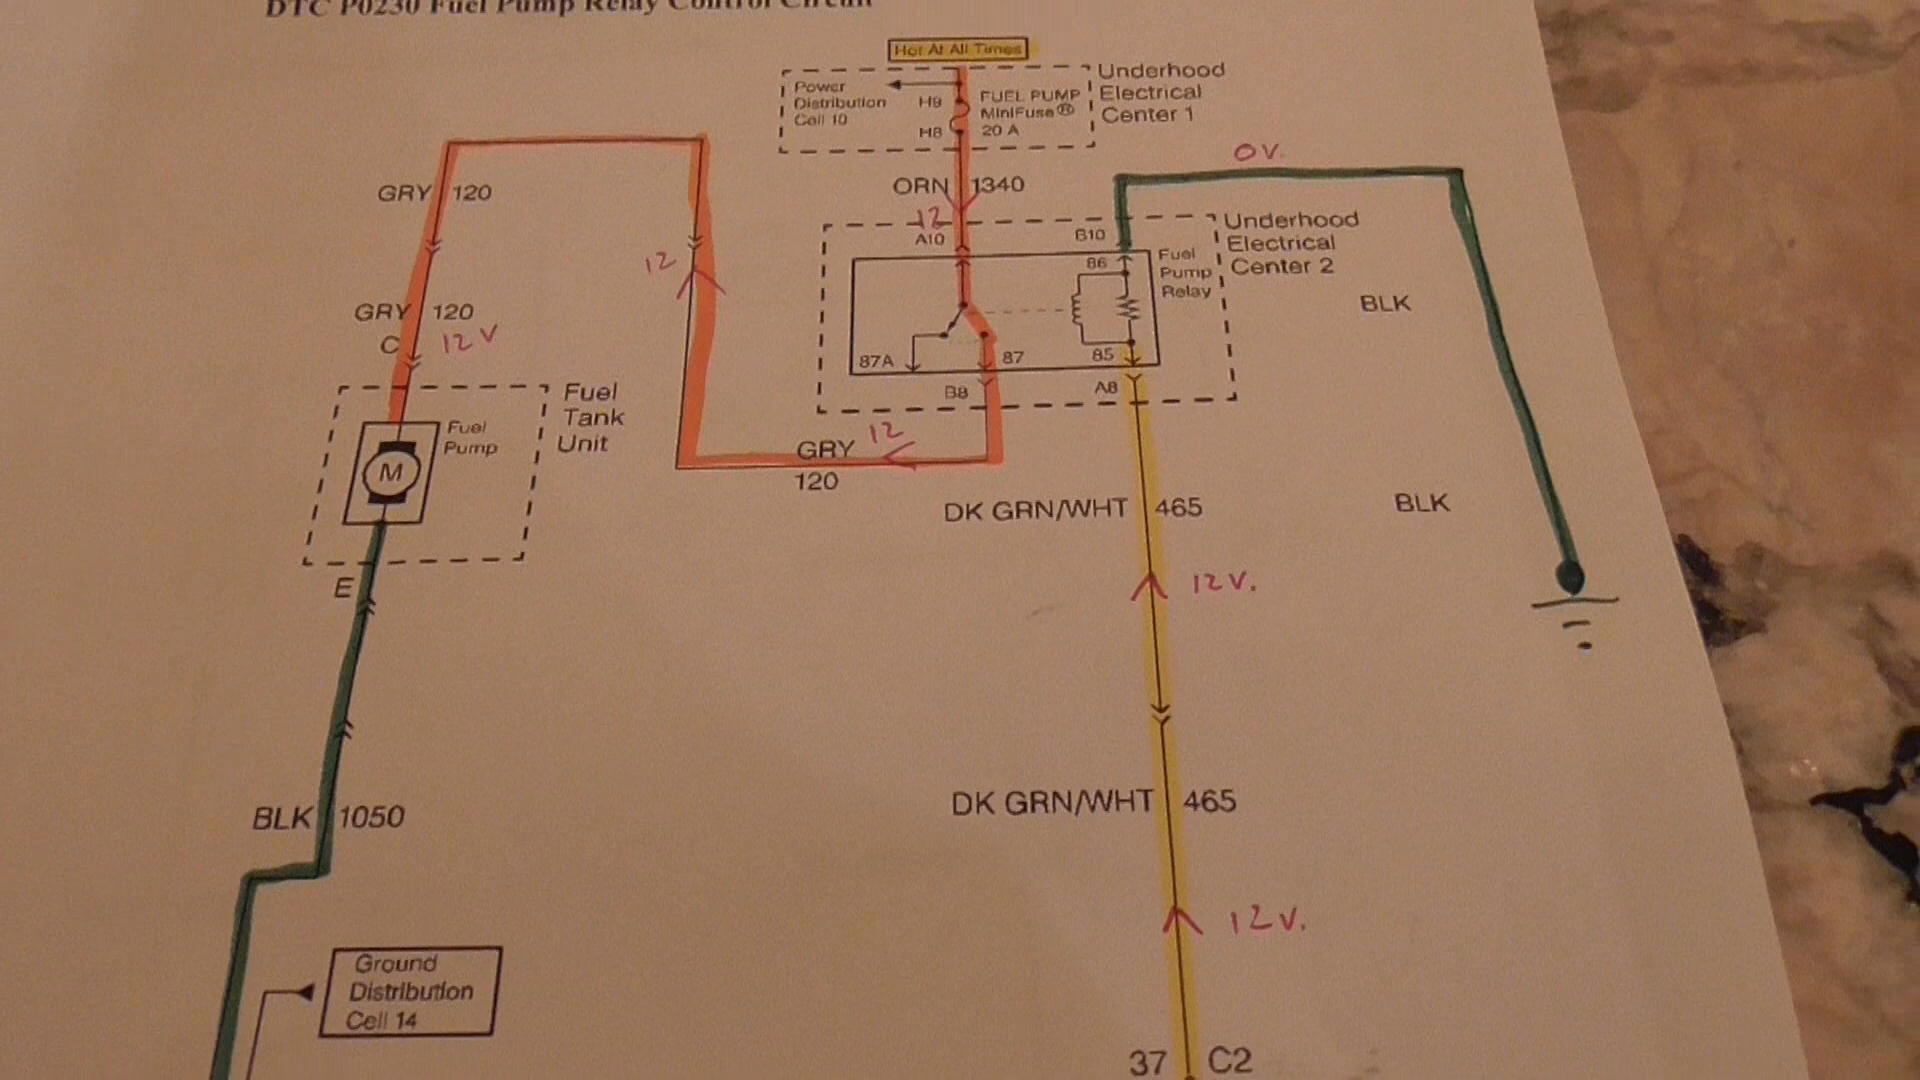 DTC P0230 Fuel Pump Relay Control Circuit
Hot At All Times
Power
Distribution
Cell 10
H9
H8
FUEL PUMP
MiniFuse®
20 A
Underhood
Electrical
Center 1
GRY 120
ORN 1340
0V.
12
A10
B10
Underhood
Electrical
Center 2
86
Fuel
Pump
Relay
12
BLK
GRY 120
C 12 V
87A
87
85
B8
A8
Fuel
Tank
Unit
Fuel
Pump
M
GRY 12
120
DK GRN/WHT 465
BLK
E
12 V.
DK GRN/WHT 465
BLK 1050
12 V.
Ground
Distribution
Cell 14
37 C2